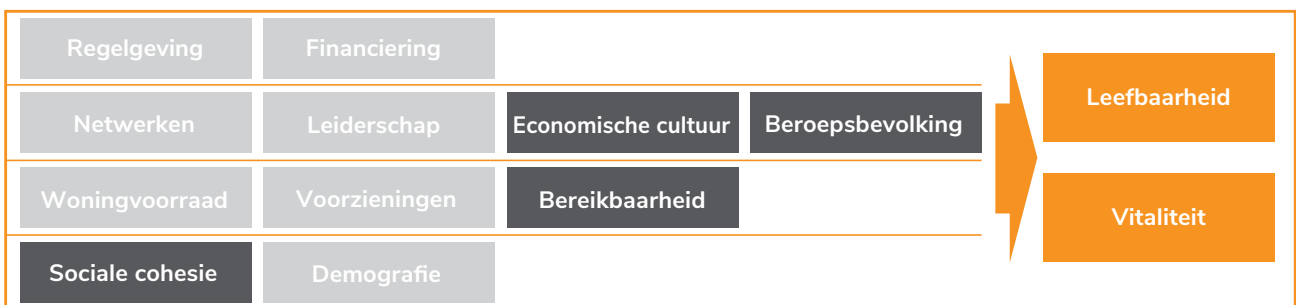 Regelgeving Financiering
Leefbaarheid
Netwerken Leiderschap Economische cultuur Beroepsbevolking
Woningvoorraad Voorzieningen Bereikbaarheid
Vitaliteit
Sociale cohesie Demografie